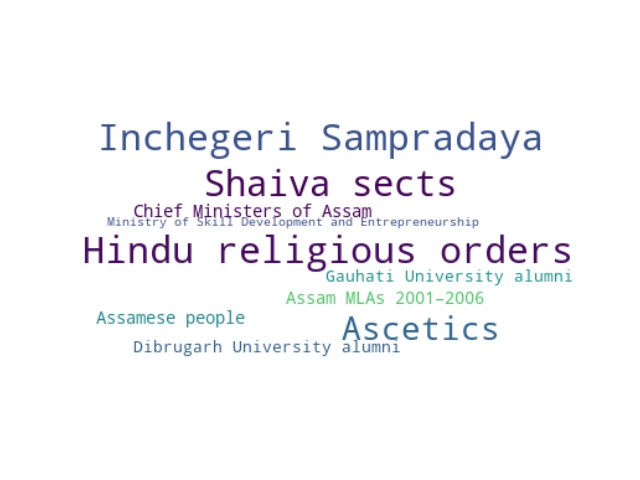 Inchegeri Sampradaya
Shaiva sects
Chief Ministers of Assam
Ministry of Skill Development and Entrepreneurship
Hindu religious orders
Gauhati University alumni
Assam MLAs 2001–2006
Assamese people
Ascetics
Dibrugarh University alumni